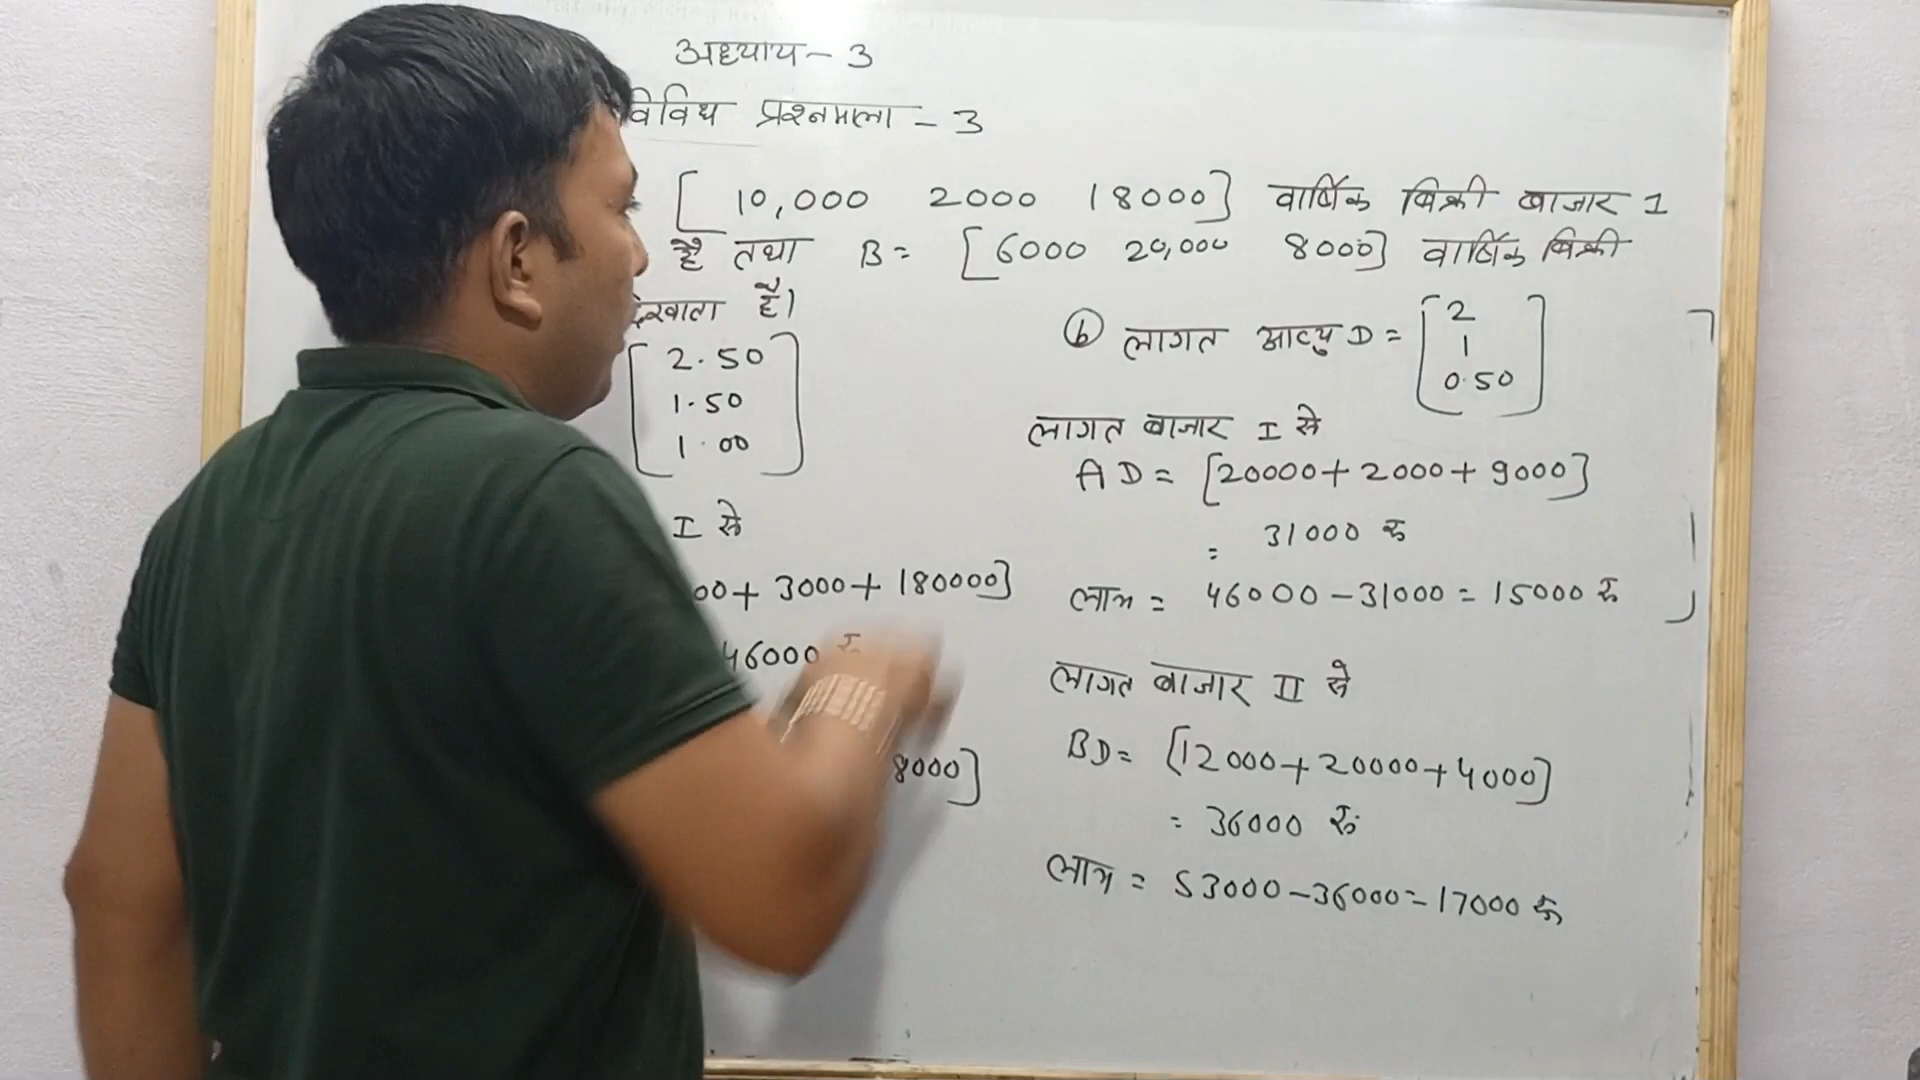 अध्याय - 3
विविध प्रश्नमाला - 3
[ 10,000 2000 18000 ] वार्षिक बिक्री बाजार I
है तथा B = [ 6000 20,000 8000 ] वार्षिक बिक्री
है।
2.50
1.50
1.00
I से
00 + 3000 + 180000 ]
46000 रु
8000 ]
(b) लागत आव्यु D = [ 2
1
0.50 ]
लागत बाजार I से
AD = [ 20000 + 2000 + 9000 ]
= 31000 रु
लाभ = 46000 - 31000 = 15000 रु
लागत बाजार II से
BD = [ 12000 + 20000 + 4000 ]
= 36000 रु
लाभ = 53000 - 36000 = 17000 रु